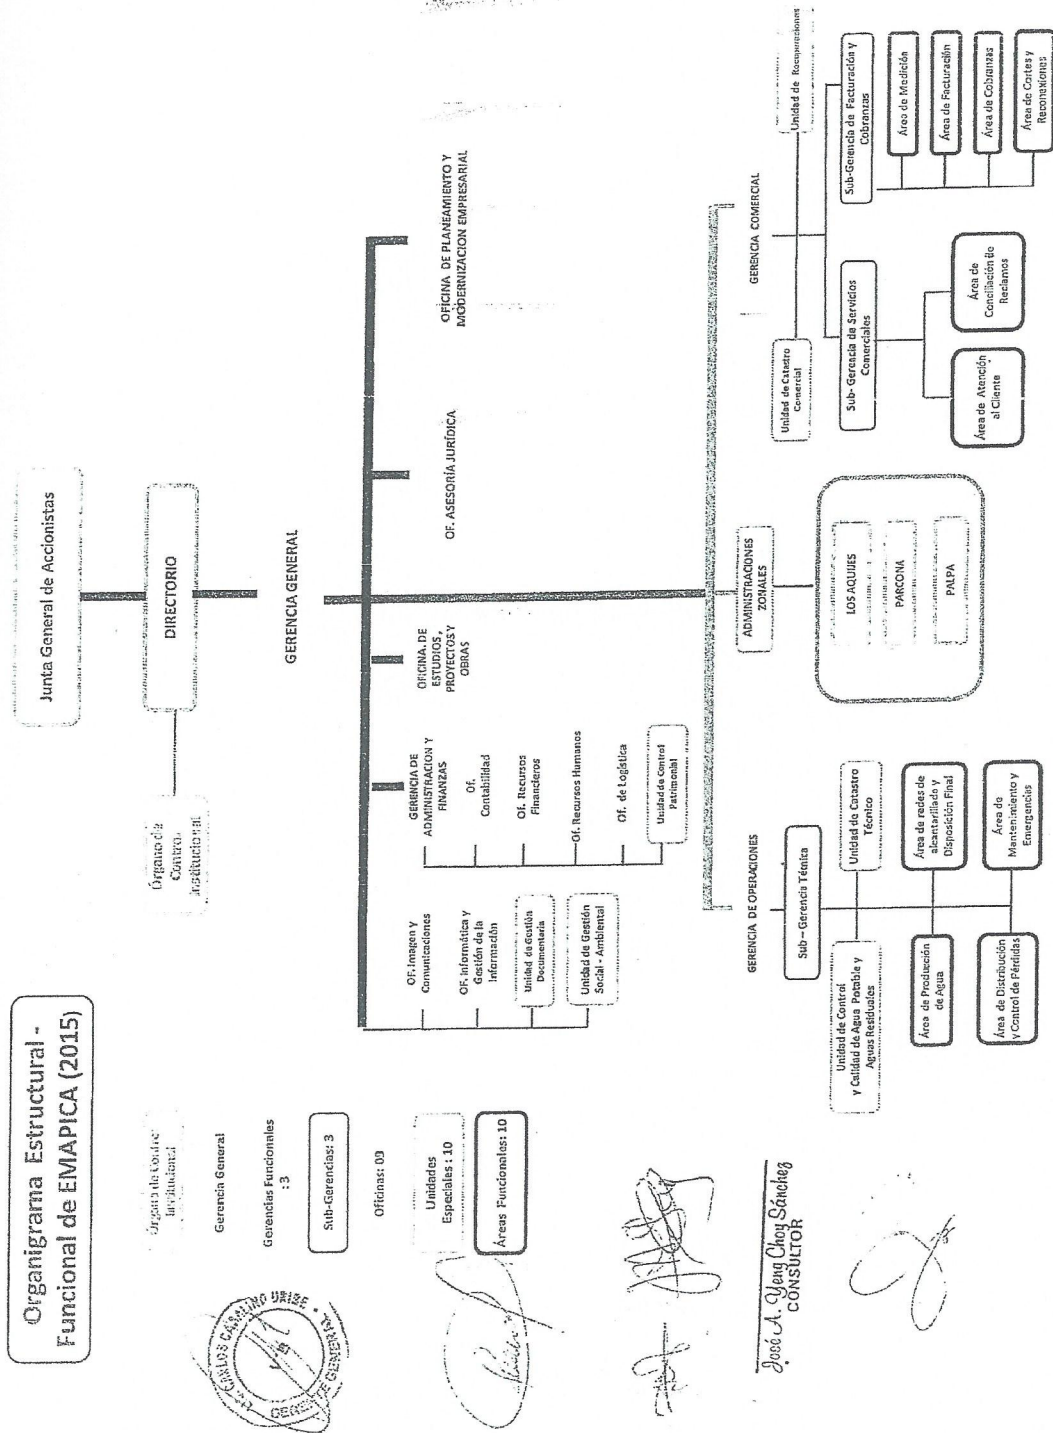 Organigrama Estructural -
Funcional de EMAPICA (2015)
Junta General de Accionistas
DIRECTORIO
Organo de
Control
Institucional
GERENCIA GENERAL
Organo de Control
Institucional
Gerencia General
Gerencias Funcionales
: 3
Sub-Gerencias: 3
Oficinas: 09
Unidades
Especiales : 10
Áreas Funcionales: 10
OF. Imagen y
Comunicaciones
OF. Informática y
Gestión de la
Información
Unidad de Gestión
Documentaria
Unidad de Gestión
Social - Ambiental
GERENCIA DE
ADMINISTRACION Y
FINANZAS
Of.
Contabilidad
Of. Recursos
Financieros
Of. Recursos Humanos
Of. de Logística
Unidad de Control
Patrimonial
OFICINA DE
ESTUDIOS,
PROYECTOS Y
OBRAS
OF. ASESORÍA JURÍDICA
OFICINA DE PLANEAMIENTO Y
MODERNIZACION EMPRESARIAL
GERENCIA DE OPERACIONES
Sub – Gerencia Técnica
Unidad de Control
y Calidad de Agua Potable y
Aguas Residuales
Unidad de Catastro
Técnico
Área de Producción
de Agua
Área de redes de
alcantarillado y
Disposición Final
Área de Distribución
y Control de Pérdidas
Área de
Mantenimiento y
Emergencias
ADMINISTRACIONES
ZONALES
LOS AQUIJES
PARCONA
PALPA
GERENCIA COMERCIAL
Unidad de Catastro
Comercial
Unidad de Recuperaciones
Sub- Gerencia de Servicios
Comerciales
Área de Atención
al Cliente
Área de
Conciliación de
Reclamos
Sub-Gerencia de Facturación y
Cobranzas
Área de Medición
Área de Facturación
Área de Cobranzas
Área de Cortes y
Reconexiones
CARLOS CASALINO URIBE
GERENTE GENERAL
José A. Yeng Choy Sánchez
CONSULTOR